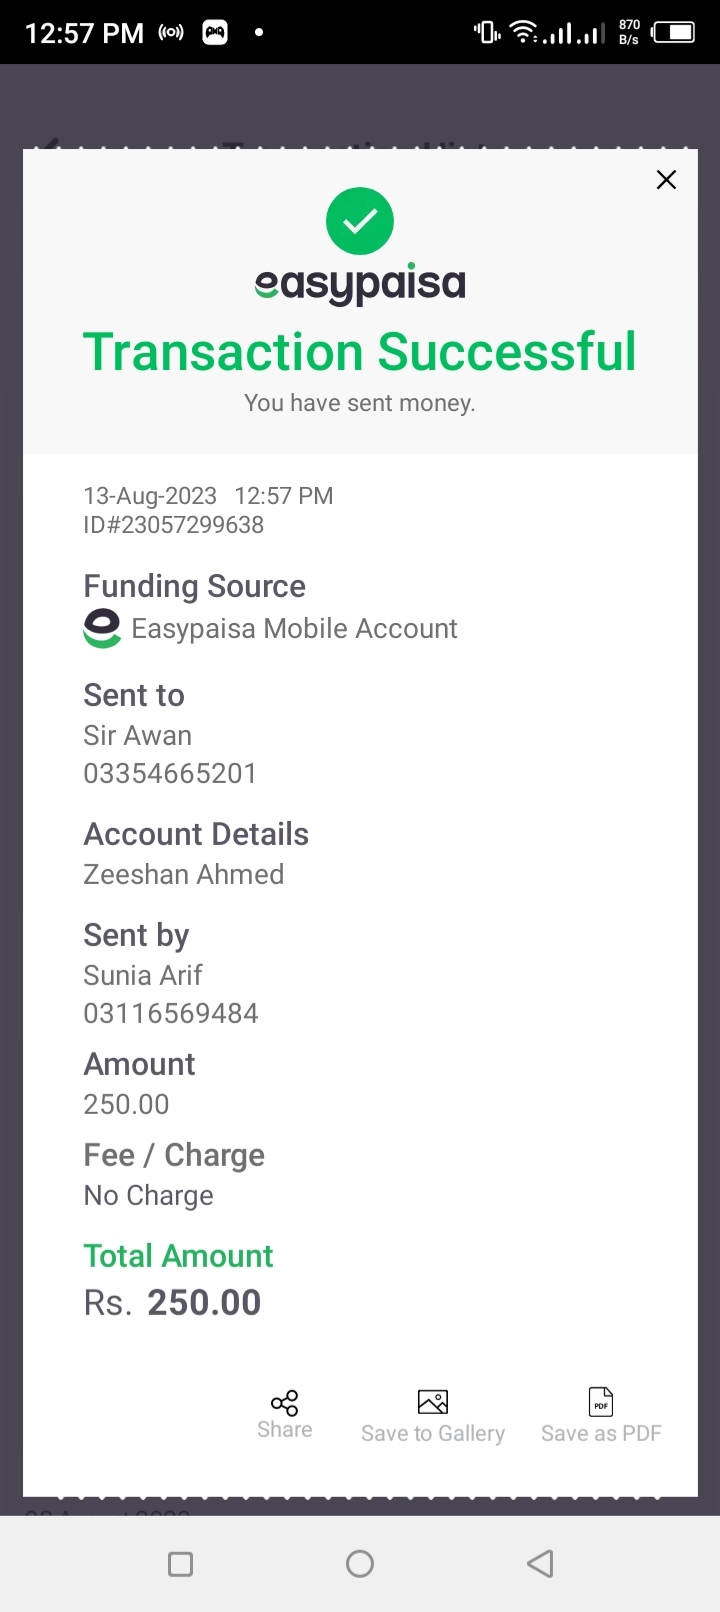 12:57 PM
870
B/s
easypaisa
Transaction Successful
You have sent money.
13-Aug-2023 12:57 PM
ID#23057299638
Funding Source
Easypaisa Mobile Account
Sent to
Sir Awan
03354665201
Account Details
Zeeshan Ahmed
Sent by
Sunia Arif
03116569484
Amount
250.00
Fee / Charge
No Charge
Total Amount
Rs. 250.00
PDF
Share
Save to Gallery
Save as PDF